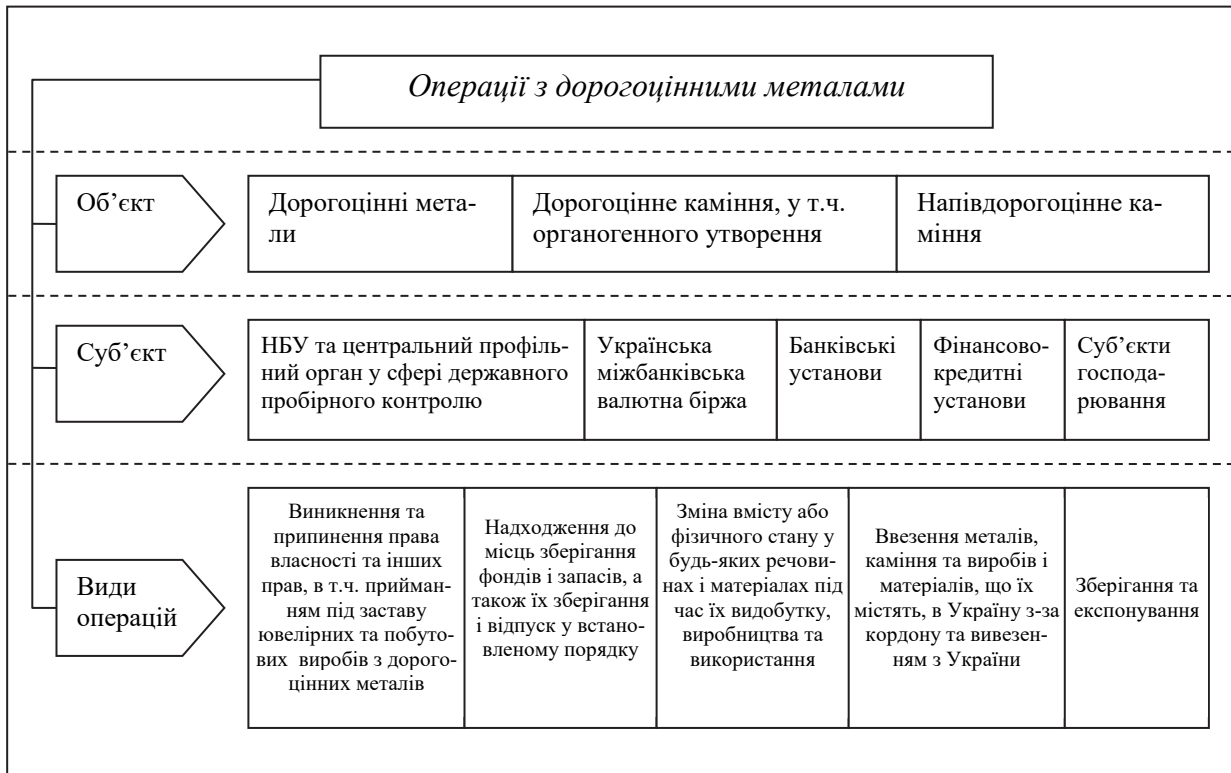 Операції з дорогоцінними металами
Об’єкт
Дорогоцінні мета-
ли
Дорогоцінне каміння, у т.ч.
органогенного утворення
Напівдорогоцінне ка-
міння
Суб’єкт
НБУ та центральний профіль-
ний орган у сфері державного
пробірного контролю
Українська
міжбанківська
валютна біржа
Банківські
установи
Фінансово-
кредитні
установи
Суб’єкти
господа-
рювання
Види
операцій
Виникнення та
припинення права
власності та інших
прав, в т.ч. прийман-
ням під заставу
ювелірних та побуто-
вих виробів з дорого-
цінних металів
Надходження до
місць зберігання
фондів і запасів, а
також їх зберігання
і відпуск у встано-
вленому порядку
Зміна вмісту або
фізичного стану у
будь-яких речови-
нах і матеріалах під
час їх видобутку,
виробництва та
використання
Ввезення металів,
каміння та виробів і
матеріалів, що їх
містять, в Україну з-за
кордону та вивезен-
ням з України
Зберігання та
експонування